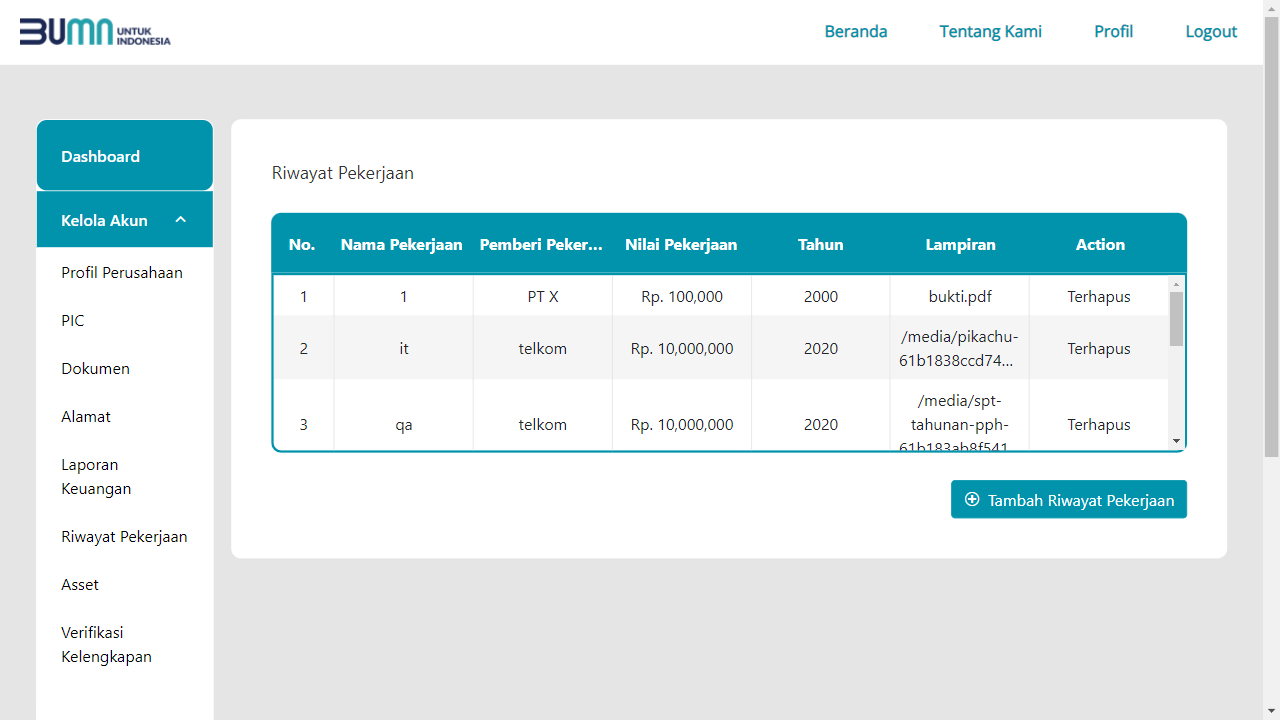 BUMN UNTUK
INDONESIA
Beranda Tentang Kami Profil Logout
Dashboard
Kelola Akun
Profil Perusahaan
PIC
Dokumen
Alamat
Laporan
Keuangan
Riwayat Pekerjaan
Asset
Verifikasi
Kelengkapan
Riwayat Pekerjaan
No. Nama Pekerjaan Pemberi Peker... Nilai Pekerjaan Tahun Lampiran Action
1 1 PT X Rp. 100,000 2000 bukti.pdf Terhapus
2 it telkom Rp. 10,000,000 2020 /media/pikachu-
61b1838ccd74... Terhapus
3 qa telkom Rp. 10,000,000 2020 /media/spt-
tahunan-pph-
61b183ab8f541... Terhapus
Tambah Riwayat Pekerjaan